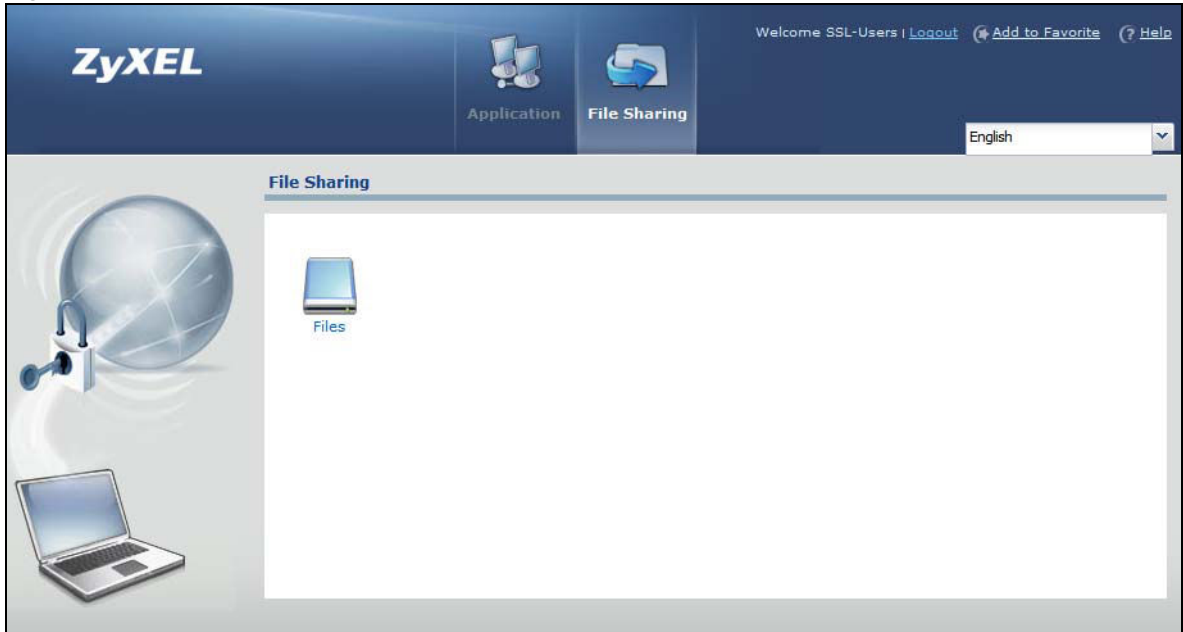 Welcome SSL-Users | Logout Add to Favorite ? Help
ZyXEL
Application File Sharing
English
File Sharing
Files